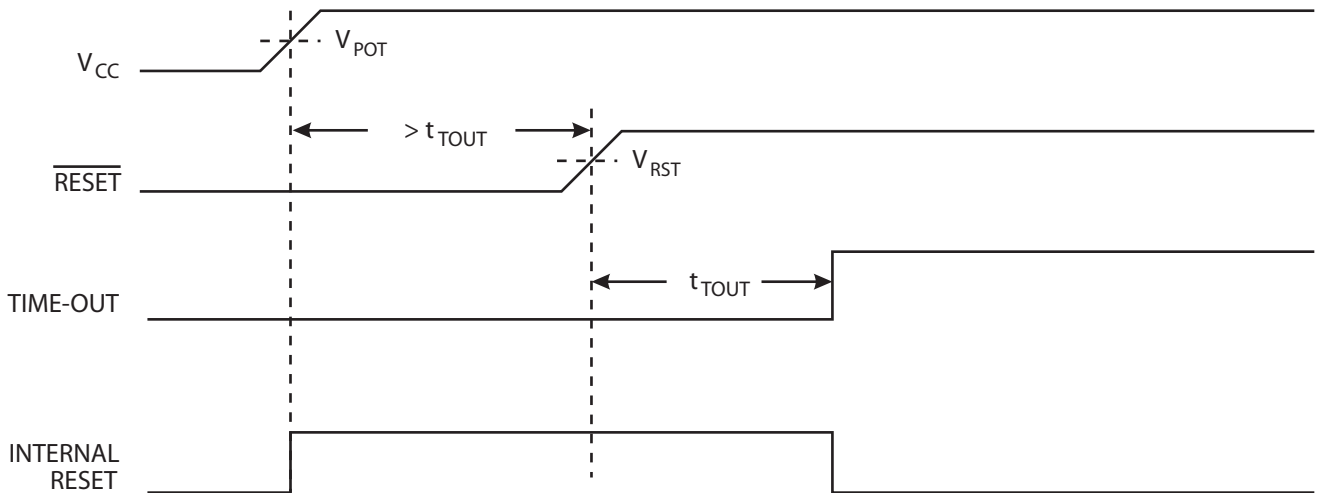 V_CC
V_POT
> t_TOUT
RESET
V_RST
t_TOUT
TIME-OUT
INTERNAL
RESET